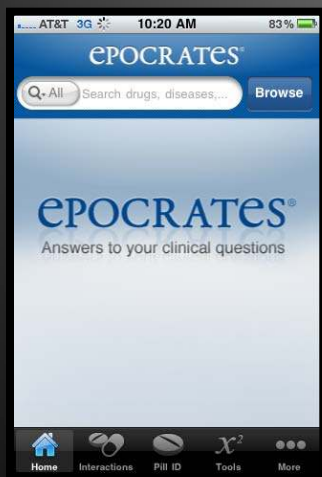 AT&T 3G 10:20 AM 83%
epocrates®
All Search drugs, diseases,... Browse
epocrates®
Answers to your clinical questions
Home Interactions Pill ID x² Tools More